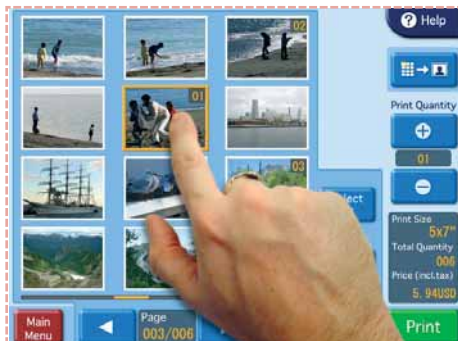 02
? Help
01
Print Quantity
01
03
Print Size
5x7"
Total Quantity
006
Price (incl.tax)
5.94USD
Main
Menu
Page
003/006
Print